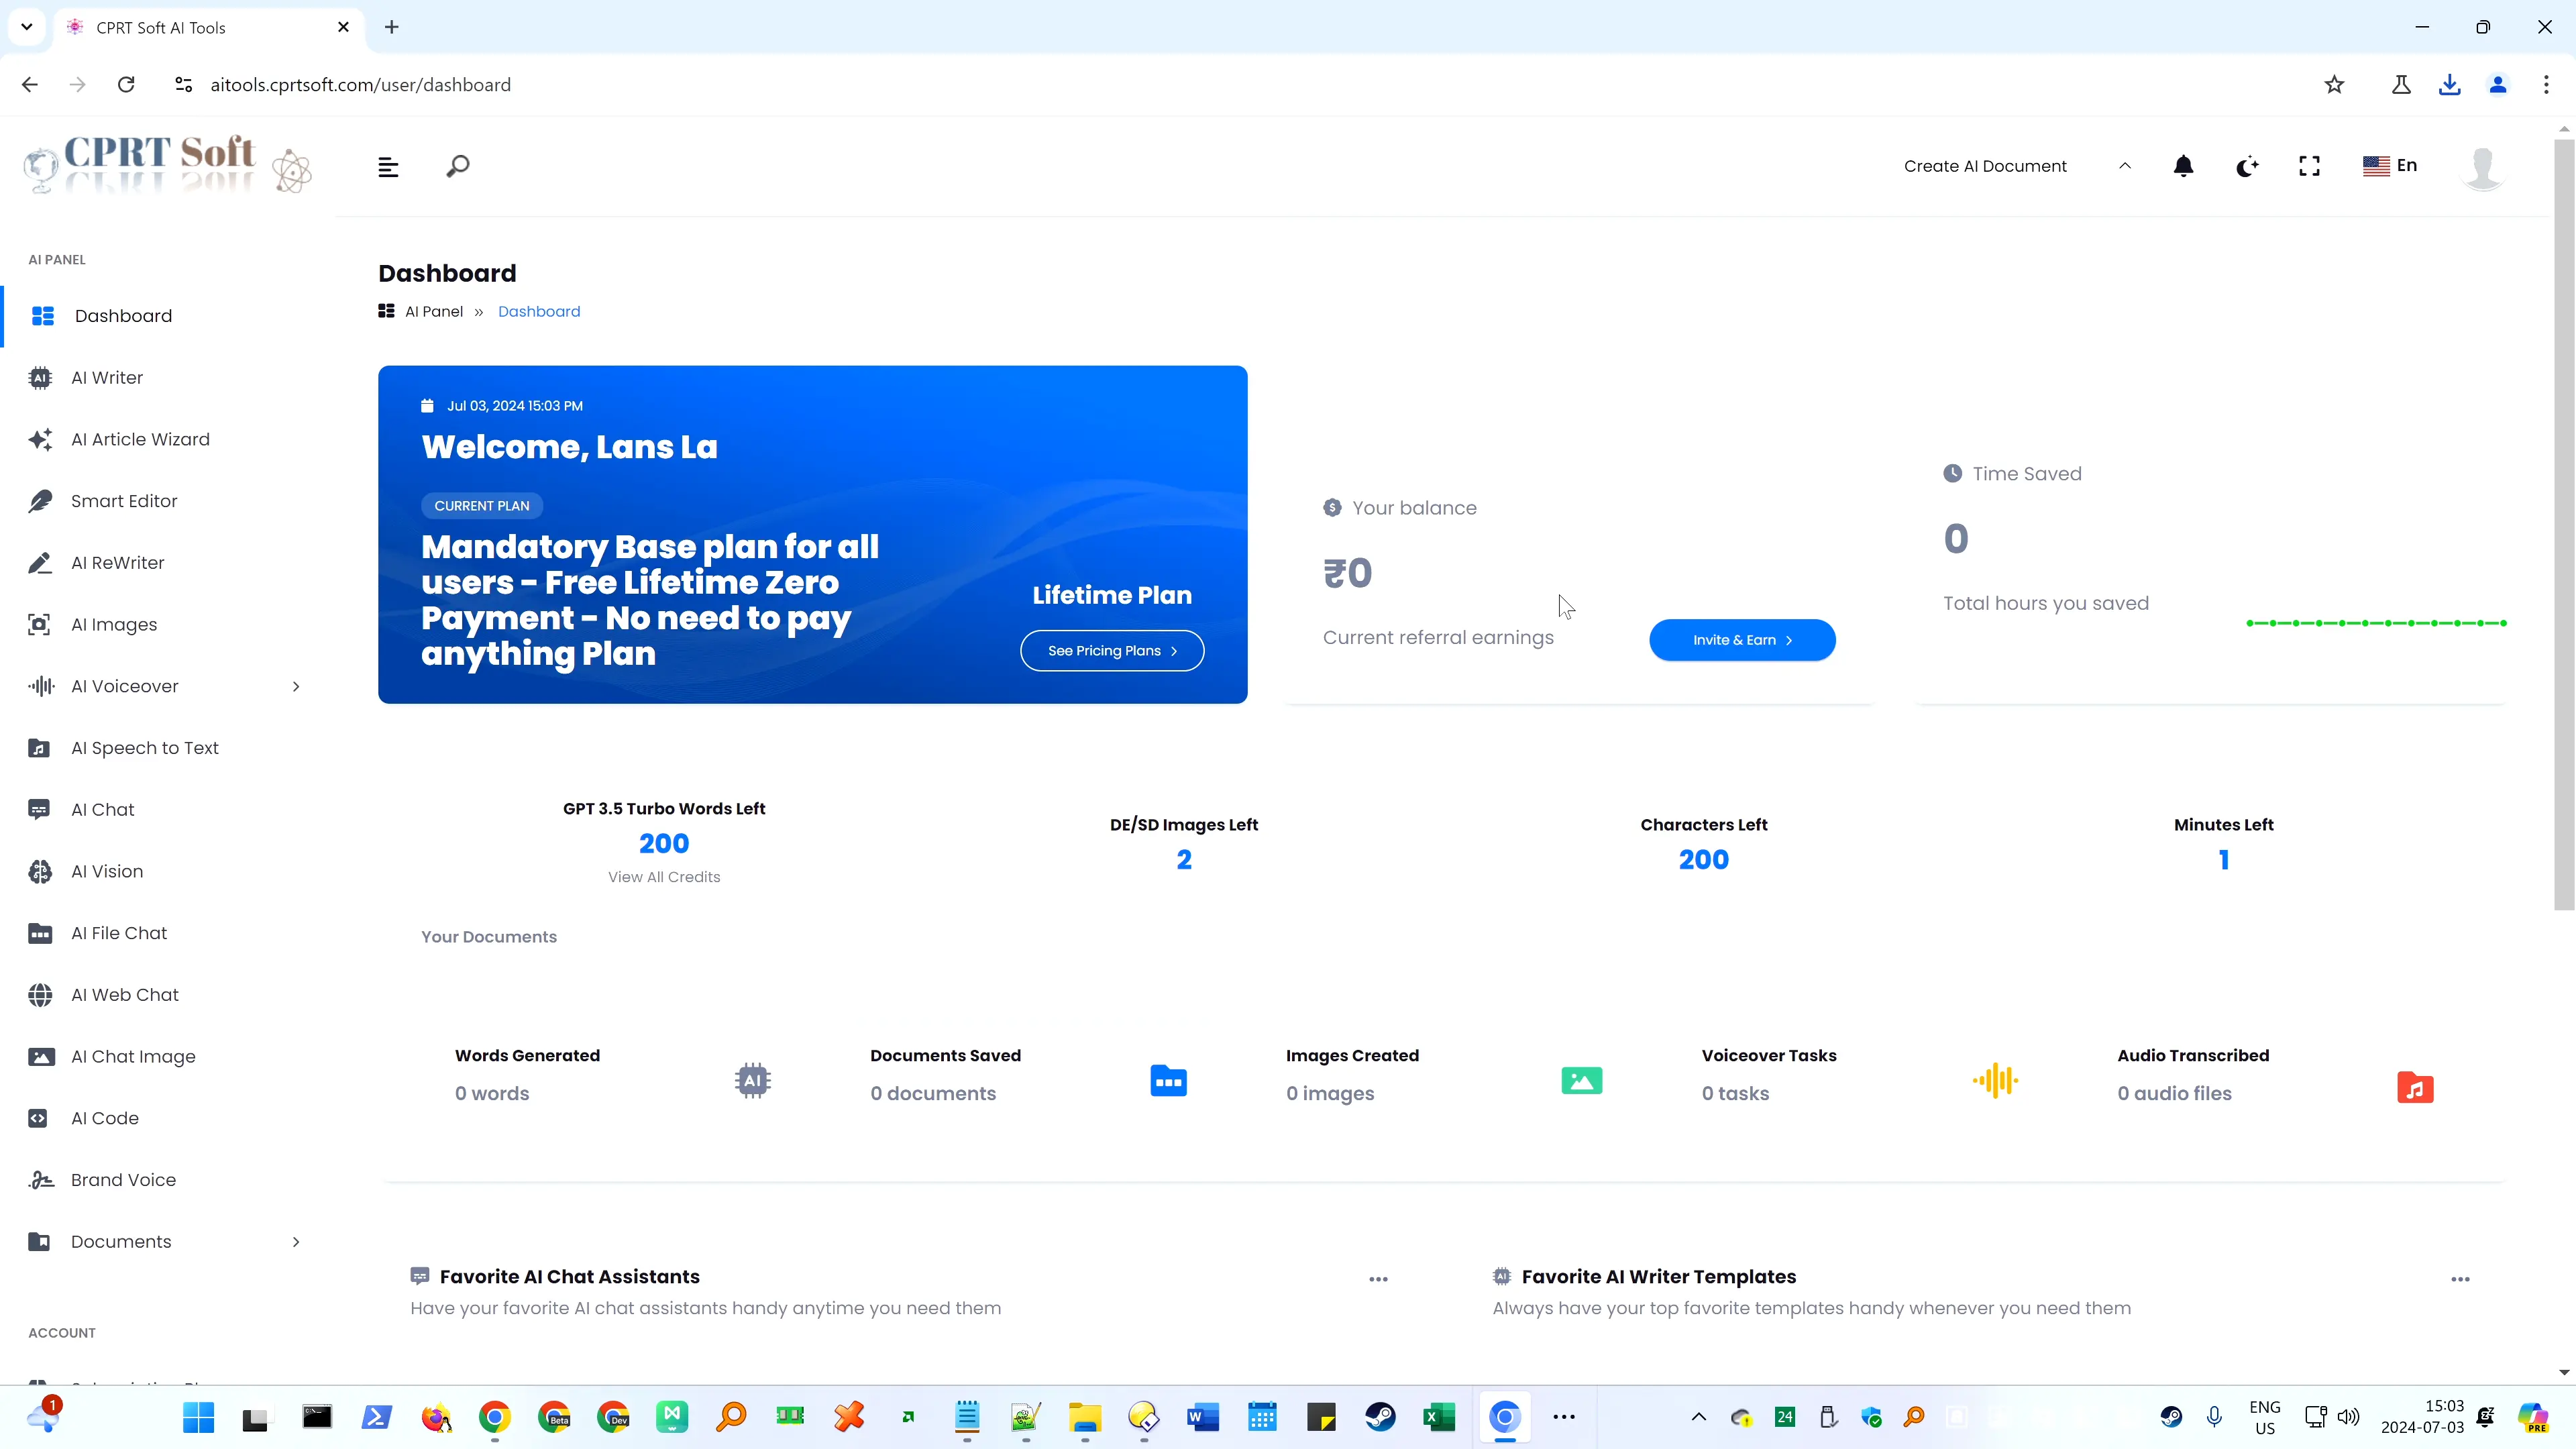 CPRT Soft AI Tools
aitools.cprtsoft.com/user/dashboard
CPRT Soft
Create AI Document
En
AI PANEL
Dashboard
AI Writer
AI Article Wizard
Smart Editor
AI ReWriter
AI Images
AI Voiceover
AI Speech to Text
AI Chat
AI Vision
AI File Chat
AI Web Chat
AI Chat Image
AI Code
Brand Voice
Documents
ACCOUNT
Dashboard
AI Panel » Dashboard
Jul 03, 2024 15:03 PM
Welcome, Lans La
CURRENT PLAN
Mandatory Base plan for all
users - Free Lifetime Zero
Payment - No need to pay
anything Plan
Lifetime Plan
See Pricing Plans
Your balance
₹0
Current referral earnings
Invite & Earn
Time Saved
0
Total hours you saved
GPT 3.5 Turbo Words Left
200
View All Credits
DE/SD Images Left
2
Characters Left
200
Minutes Left
1
Your Documents
Words Generated
0 words
AI
Documents Saved
0 documents
Images Created
0 images
Voiceover Tasks
0 tasks
Audio Transcribed
0 audio files
Favorite AI Chat Assistants
Have your favorite AI chat assistants handy anytime you need them
Favorite AI Writer Templates
Always have your top favorite templates handy whenever you need them
1
Beta
Dev
24
ENG
US
15:03
2024-07-03
PRE